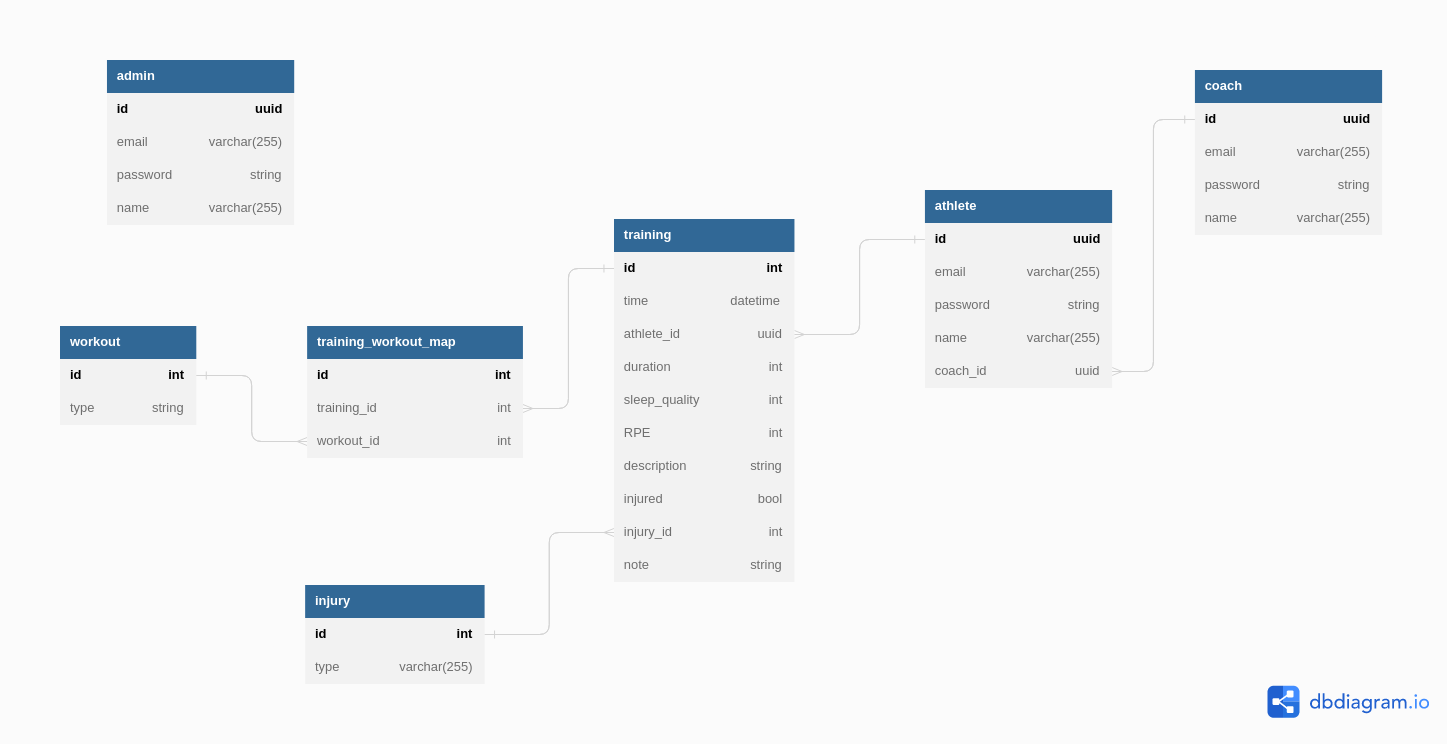 admin
id uuid
email varchar(255)
password string
name varchar(255)
coach
id uuid
email varchar(255)
password string
name varchar(255)
athlete
id uuid
email varchar(255)
password string
name varchar(255)
coach_id uuid
training
id int
time datetime
athlete_id uuid
duration int
sleep_quality int
RPE int
description string
injured bool
injury_id int
note string
workout
id int
type string
training_workout_map
id int
training_id int
workout_id int
injury
id int
type varchar(255)
dbdiagram.io